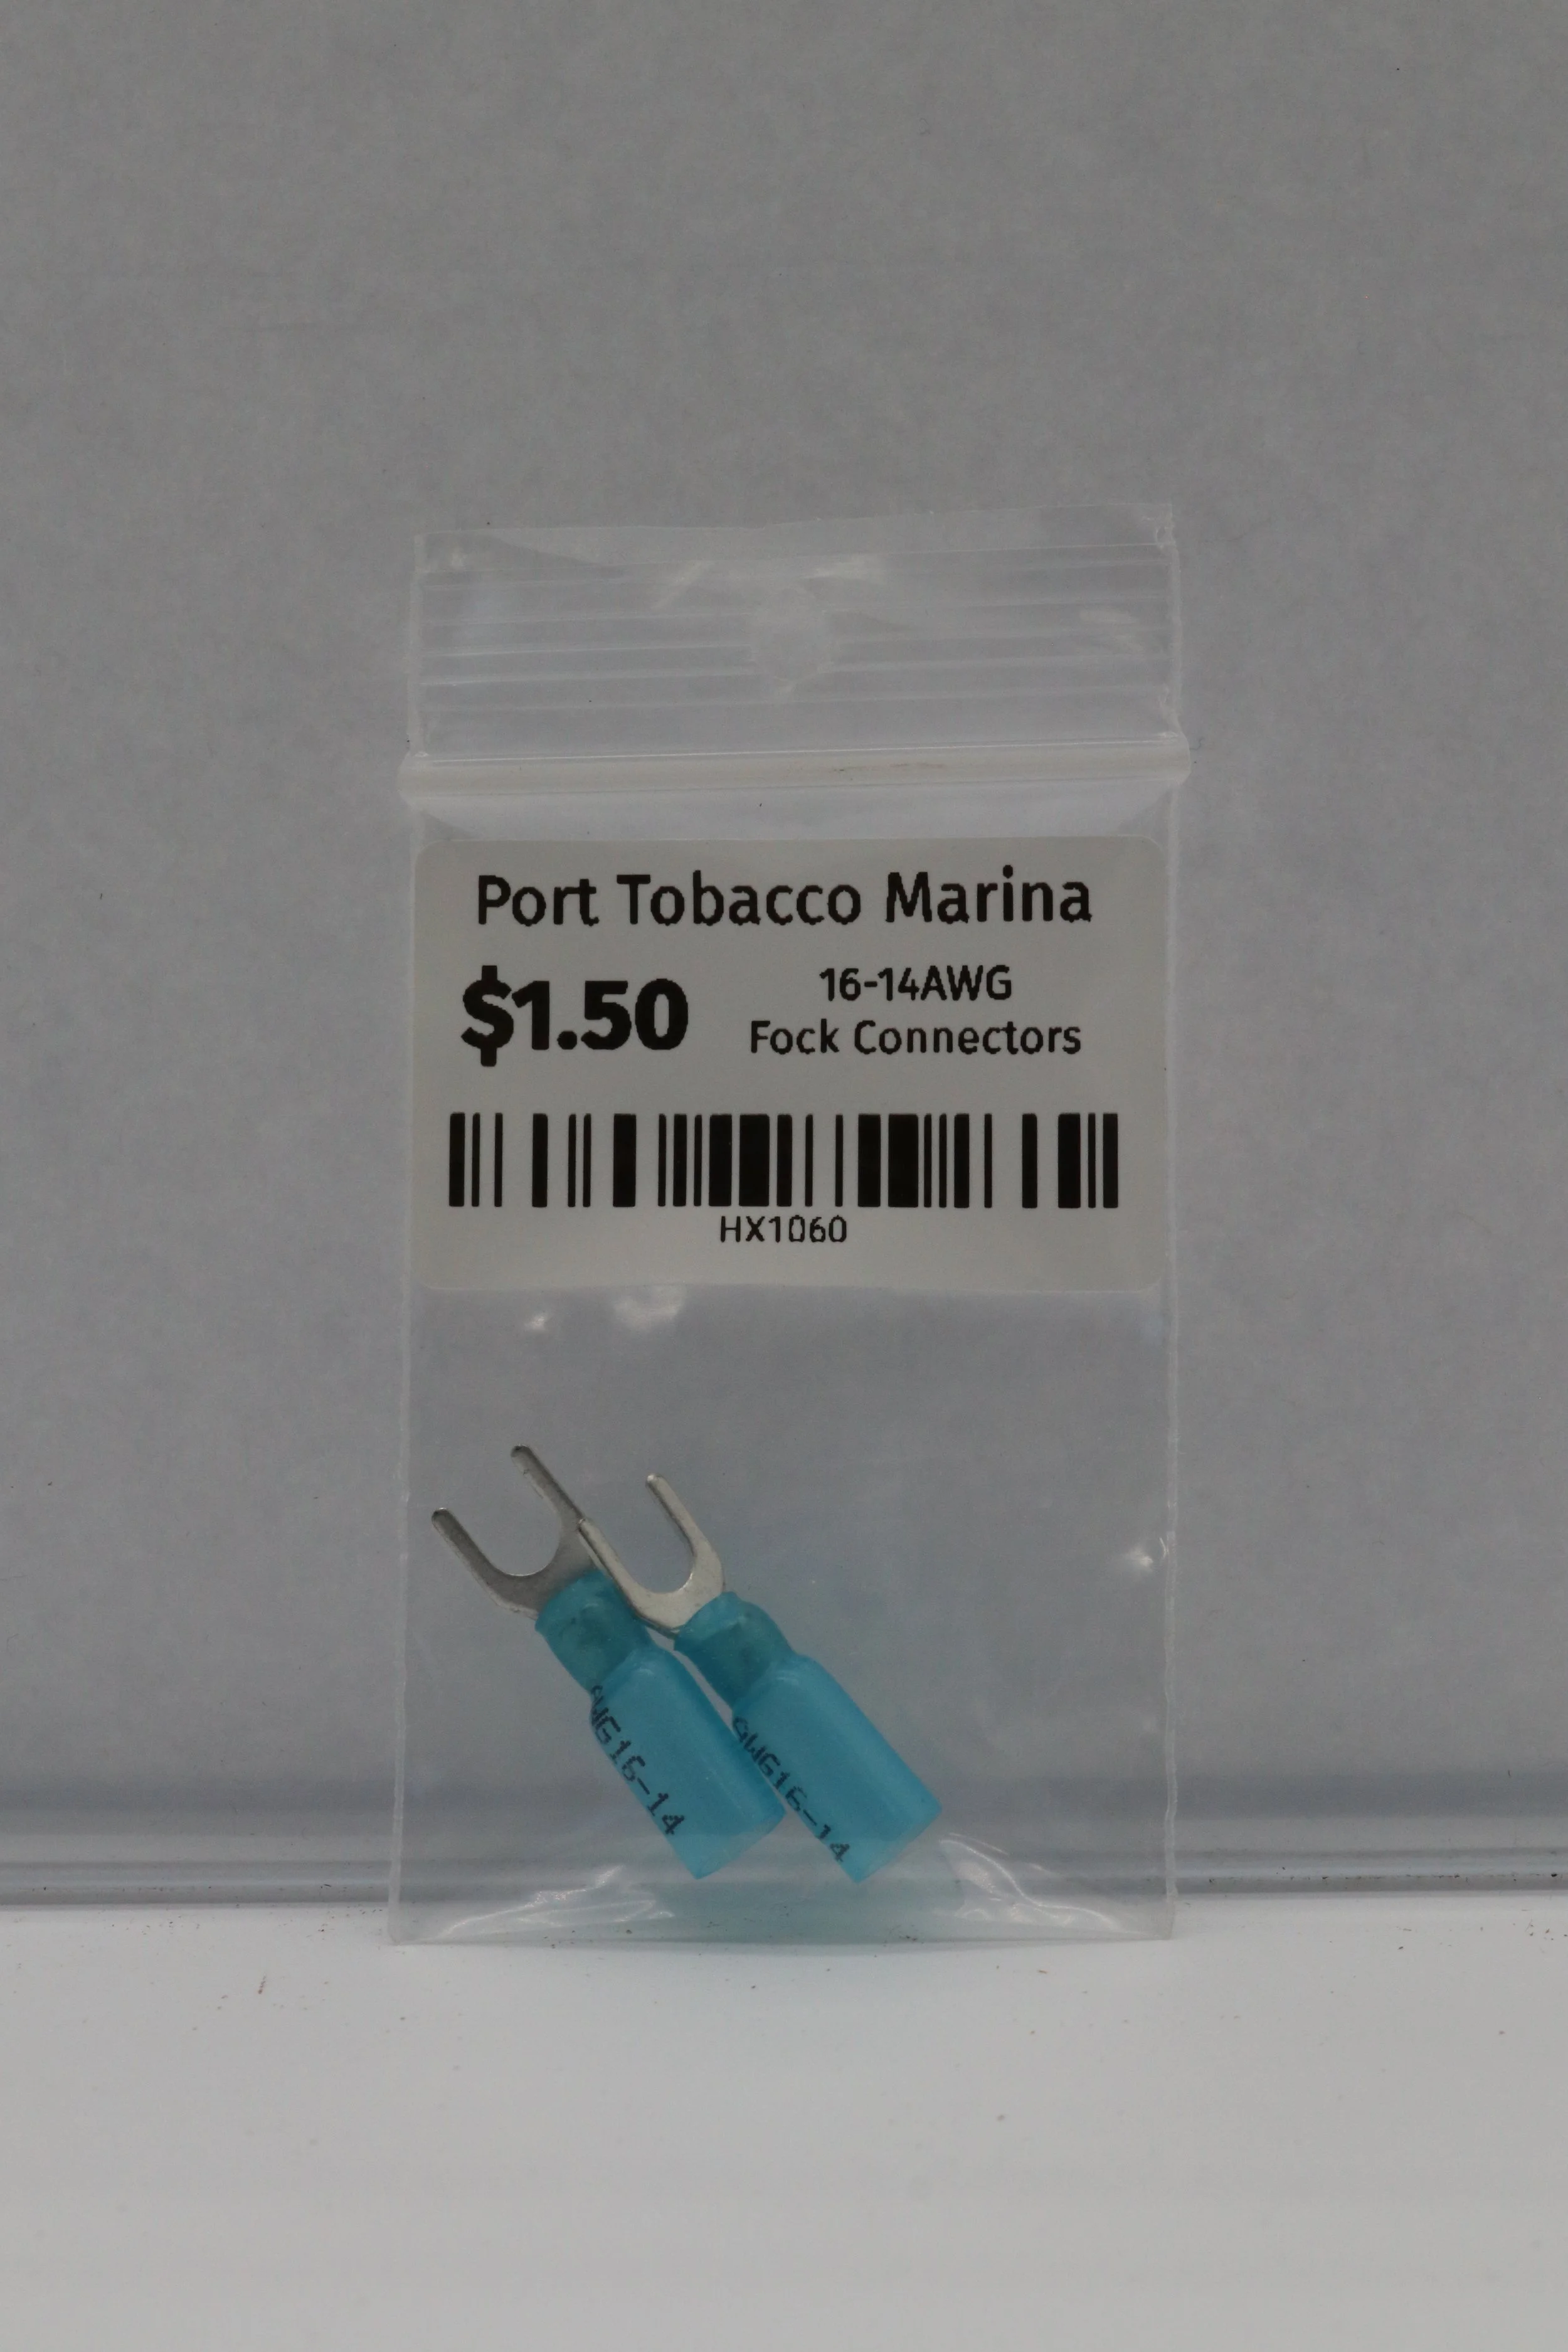 Port Tobacco Marina
$1.50
16-14AWG
Fock Connectors
HX1060
AWG16-14
AWG16-14